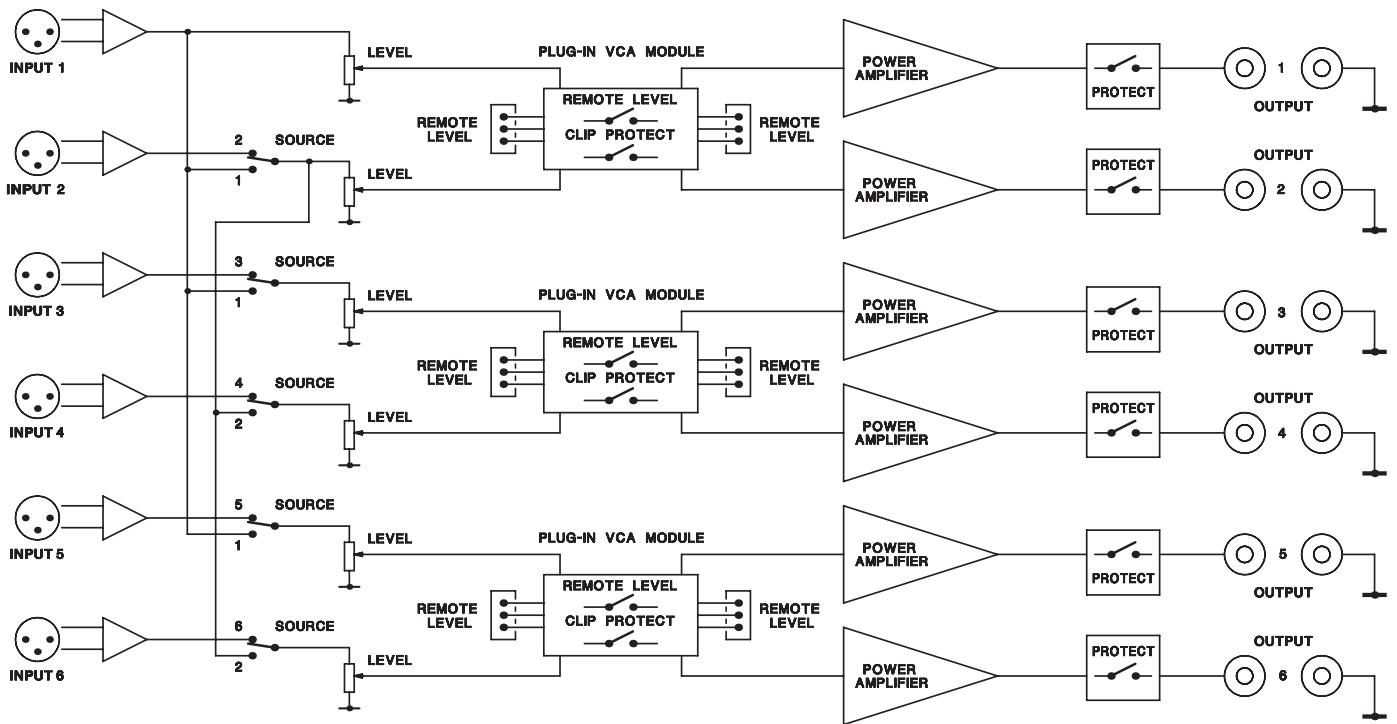 INPUT 1
LEVEL
PLUG-IN VCA MODULE
REMOTE LEVEL
CLIP PROTECT
REMOTE
LEVEL
REMOTE
LEVEL
POWER
AMPLIFIER
PROTECT
1
OUTPUT
INPUT 2
2
SOURCE
1
LEVEL
POWER
AMPLIFIER
PROTECT
OUTPUT
2
INPUT 3
3
SOURCE
1
LEVEL
PLUG-IN VCA MODULE
REMOTE LEVEL
CLIP PROTECT
REMOTE
LEVEL
REMOTE
LEVEL
POWER
AMPLIFIER
PROTECT
3
OUTPUT
INPUT 4
4
SOURCE
2
LEVEL
POWER
AMPLIFIER
PROTECT
OUTPUT
4
INPUT 5
5
SOURCE
1
LEVEL
PLUG-IN VCA MODULE
REMOTE LEVEL
CLIP PROTECT
REMOTE
LEVEL
REMOTE
LEVEL
POWER
AMPLIFIER
PROTECT
5
OUTPUT
INPUT 6
6
SOURCE
2
LEVEL
POWER
AMPLIFIER
PROTECT
OUTPUT
6